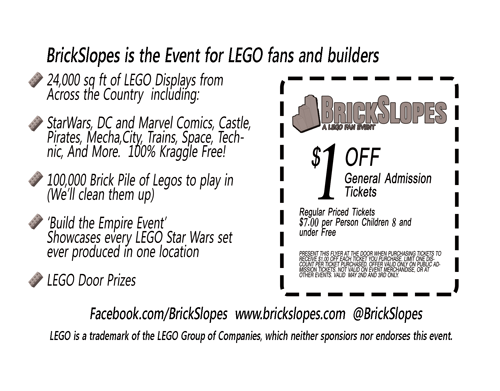 BrickSlopes is the Event for LEGO fans and builders
24,000 sq ft of LEGO Displays from
Across the Country including:
StarWars, DC and Marvel Comics, Castle,
Pirates, Mecha,City, Trains, Space, Tech-
nic, And More. 100% Kraggle Free!
100,000 Brick Pile of Legos to play in
(We'll clean them up)
'Build the Empire Event'
Showcases every LEGO Star Wars set
ever produced in one location
LEGO Door Prizes
BRICKSLOPES
A LEGO FAN EVENT
$1 OFF
General Admission
Tickets
Regular Priced Tickets
$7.00 per Person Children 8 and
under Free
PRESENT THIS FLYER AT THE DOOR WHEN PURCHASING TICKETS TO
RECEIVE $1.00 OFF EACH TICKET YOU PURCHASE. LIMIT ONE DIS-
COUNT PER TICKET PURCHASED. OFFER VALID ONLY ON PUBLIC AD-
MISSION TICKETS. NOT VALID ON EVENT MERCHANDISE, OR AT
OTHER EVENTS. VALID MAY 2ND AND 3RD ONLY.
Facebook.com/BrickSlopes www.brickslopes.com @BrickSlopes
LEGO is a trademark of the LEGO Group of Companies, which neither sponsiors nor endorses this event.